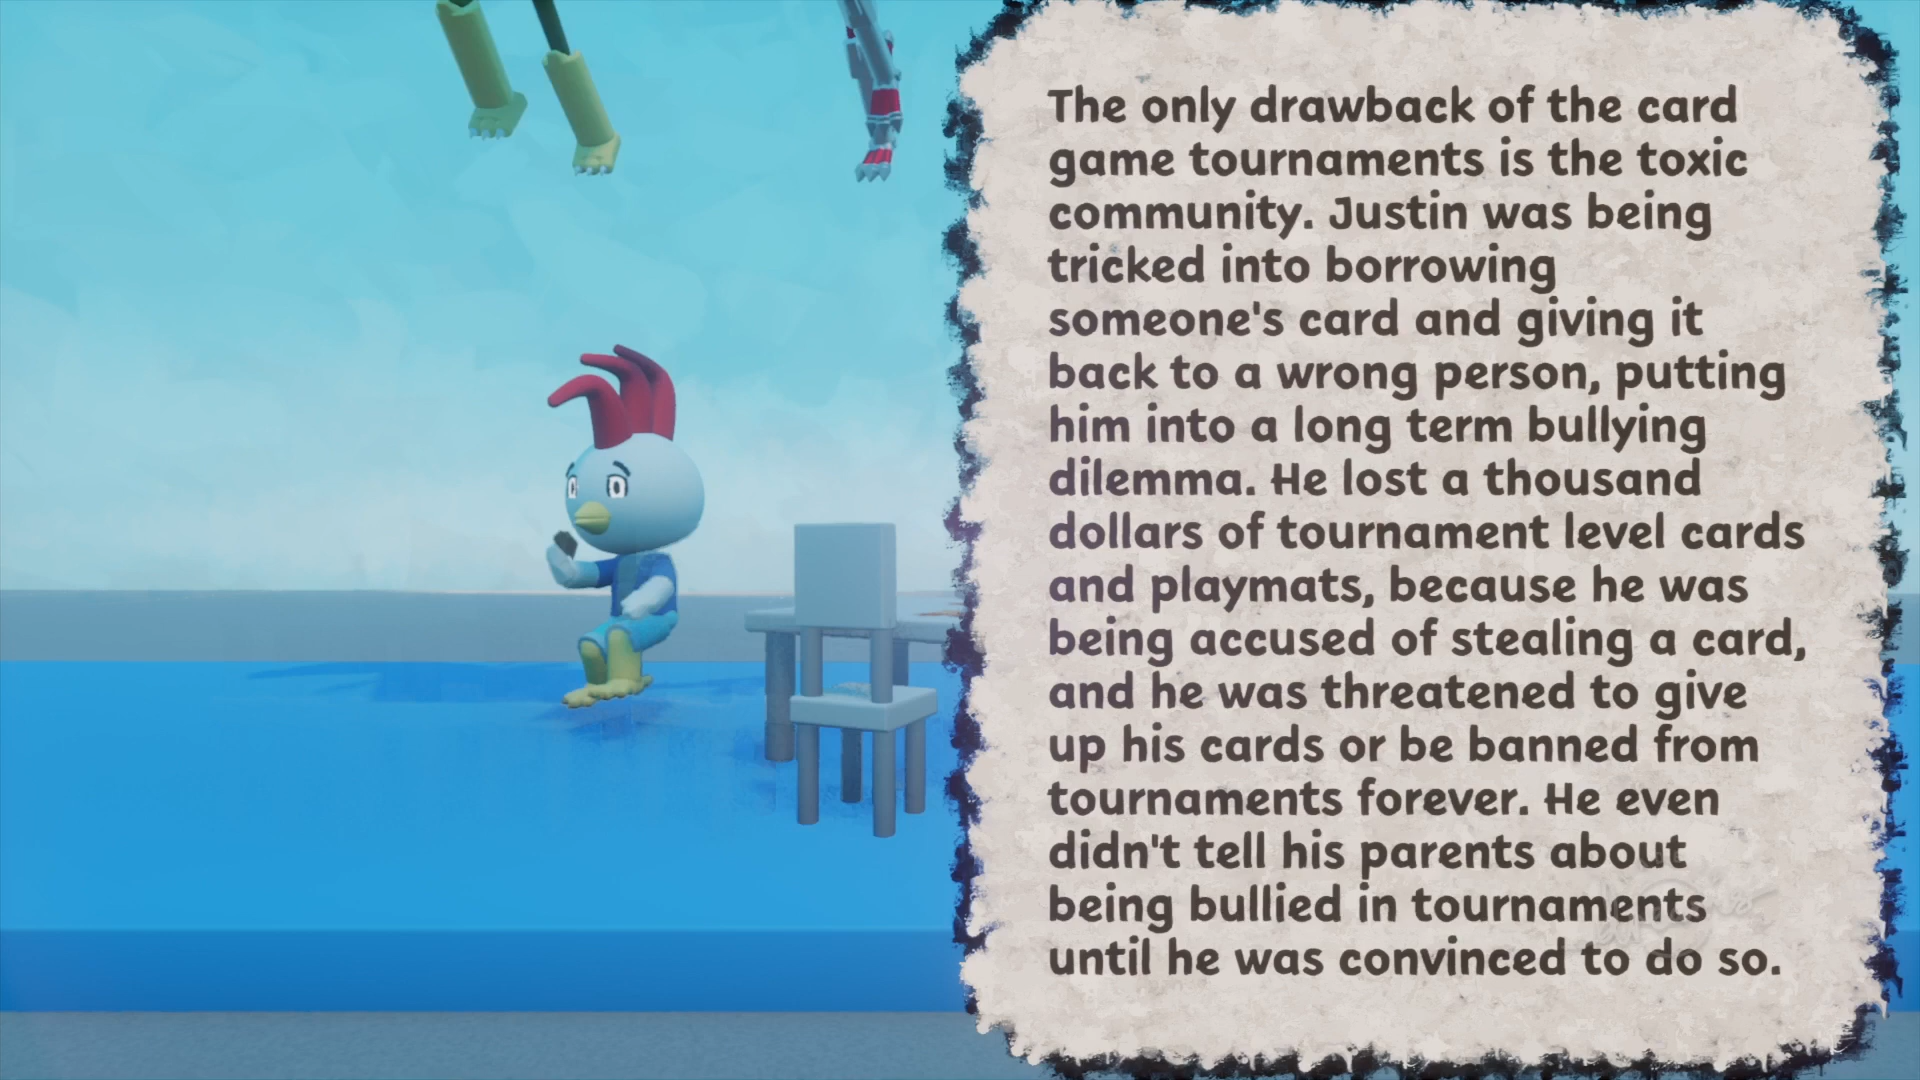 The only drawback of the card
game tournaments is the toxic
community. Justin was being
tricked into borrowing
someone's card and giving it
back to a wrong person, putting
him into a long term bullying
dilemma. He lost a thousand
dollars of tournament level cards
and playmats, because he was
being accused of stealing a card,
and he was threatened to give
up his cards or be banned from
tournaments forever. He even
didn't tell his parents about
being bullied in tournaments
until he was convinced to do so.